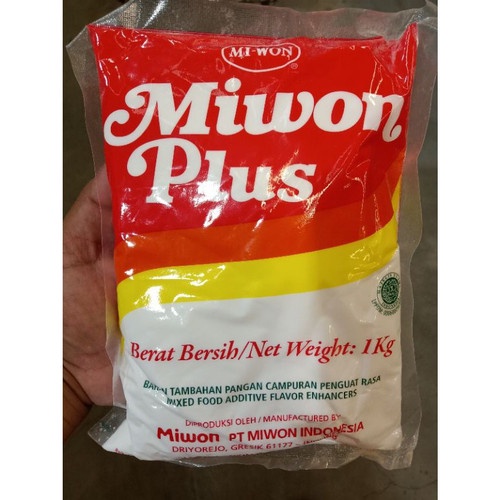 MI-WON
®
Miwon
Plus
Berat Bersih/Net Weight: 1Kg
BAHAN TAMBAHAN PANGAN CAMPURAN PENGUAT RASA
MIXED FOOD ADDITIVE FLAVOR ENHANCERS
DIPRODUKSI OLEH / MANUFACTURED BY
Miwon PT MIWON INDONESIA
DRIYOREJO, GRESIK 61177 -